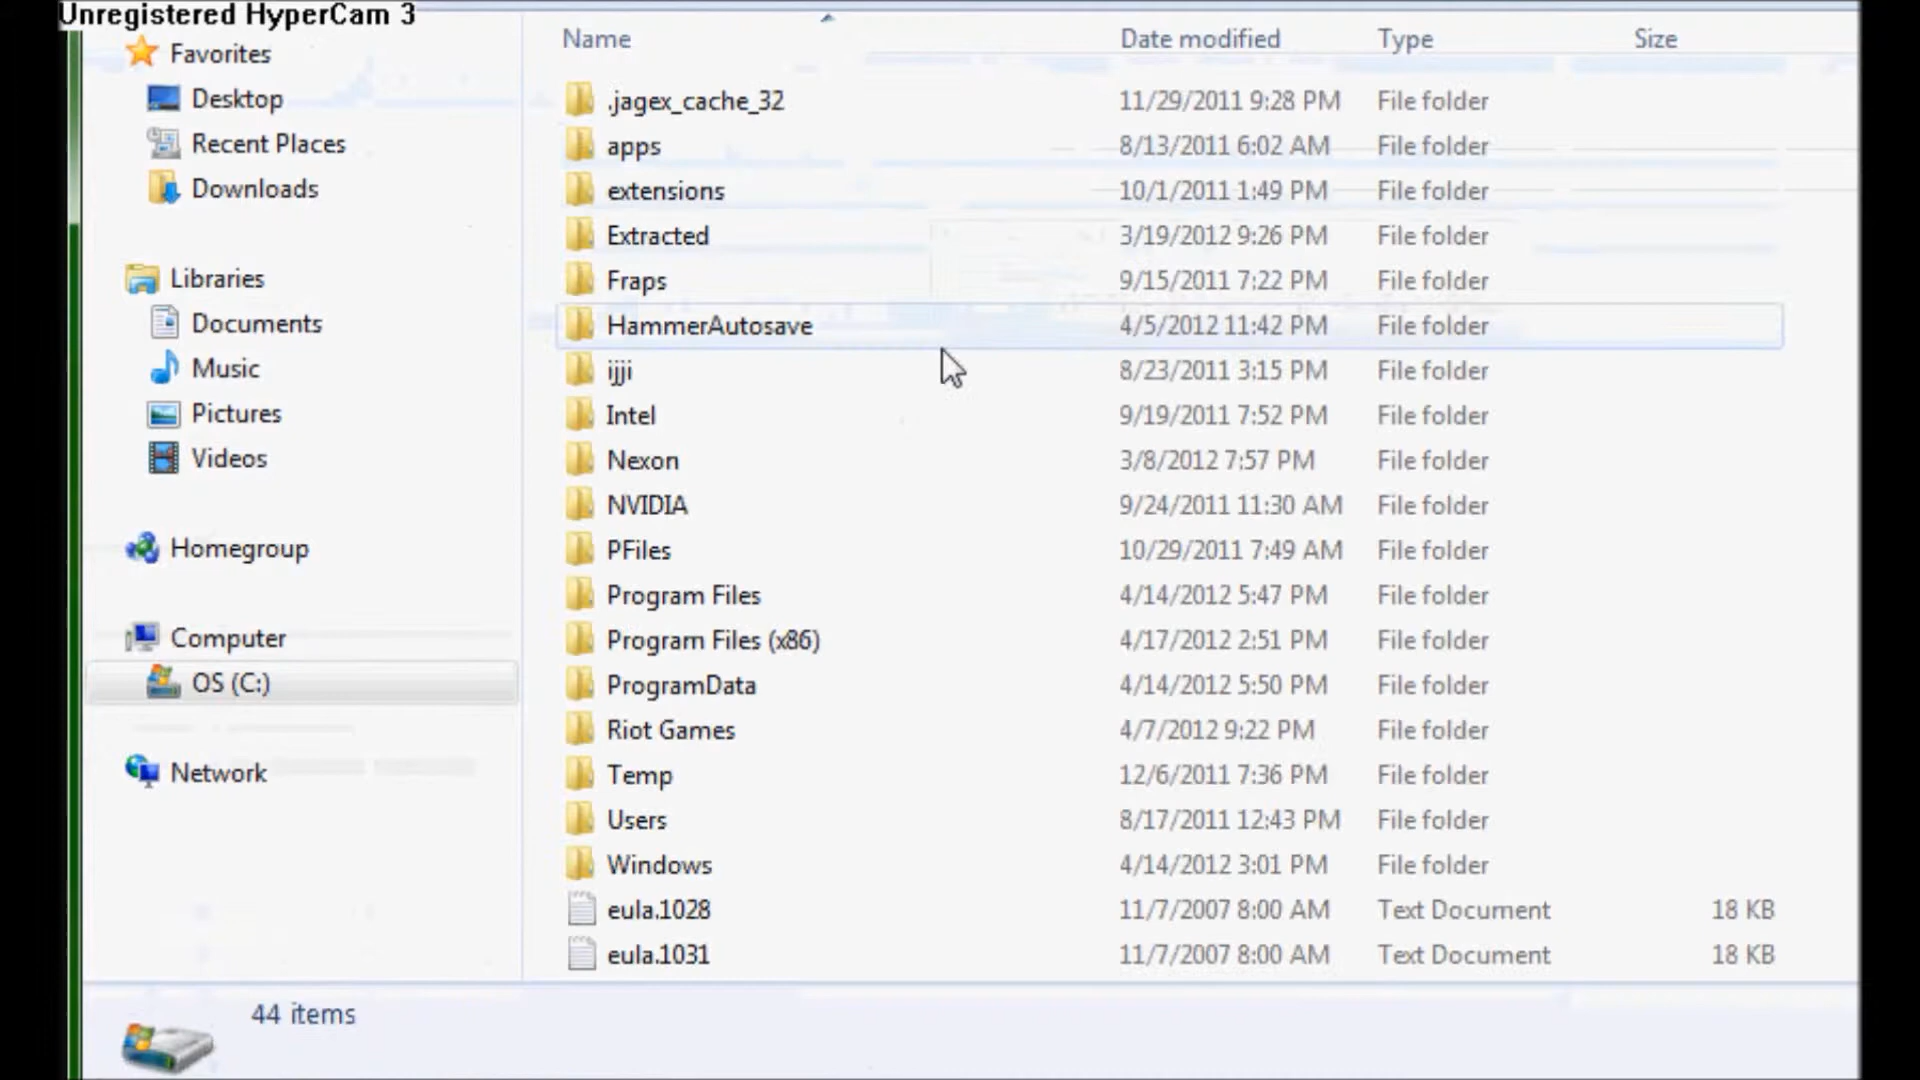 Unregistered HyperCam 3
Name Date modified Type Size
Favorites
Desktop
Recent Places
Downloads
Libraries
Documents
Music
Pictures
Videos
Homegroup
Computer
OS (C:)
Network
.jagex_cache_32 11/29/2011 9:28 PM File folder
apps 8/13/2011 6:02 AM File folder
extensions 10/1/2011 1:49 PM File folder
Extracted 3/19/2012 9:26 PM File folder
Fraps 9/15/2011 7:22 PM File folder
HammerAutosave 4/5/2012 11:42 PM File folder
ijji 8/23/2011 3:15 PM File folder
Intel 9/19/2011 7:52 PM File folder
Nexon 3/8/2012 7:57 PM File folder
NVIDIA 9/24/2011 11:30 AM File folder
PFiles 10/29/2011 7:49 AM File folder
Program Files 4/14/2012 5:47 PM File folder
Program Files (x86) 4/17/2012 2:51 PM File folder
ProgramData 4/14/2012 5:50 PM File folder
Riot Games 4/7/2012 9:22 PM File folder
Temp 12/6/2011 7:36 PM File folder
Users 8/17/2011 12:43 PM File folder
Windows 4/14/2012 3:01 PM File folder
eula.1028 11/7/2007 8:00 AM Text Document 18 KB
eula.1031 11/7/2007 8:00 AM Text Document 18 KB
44 items